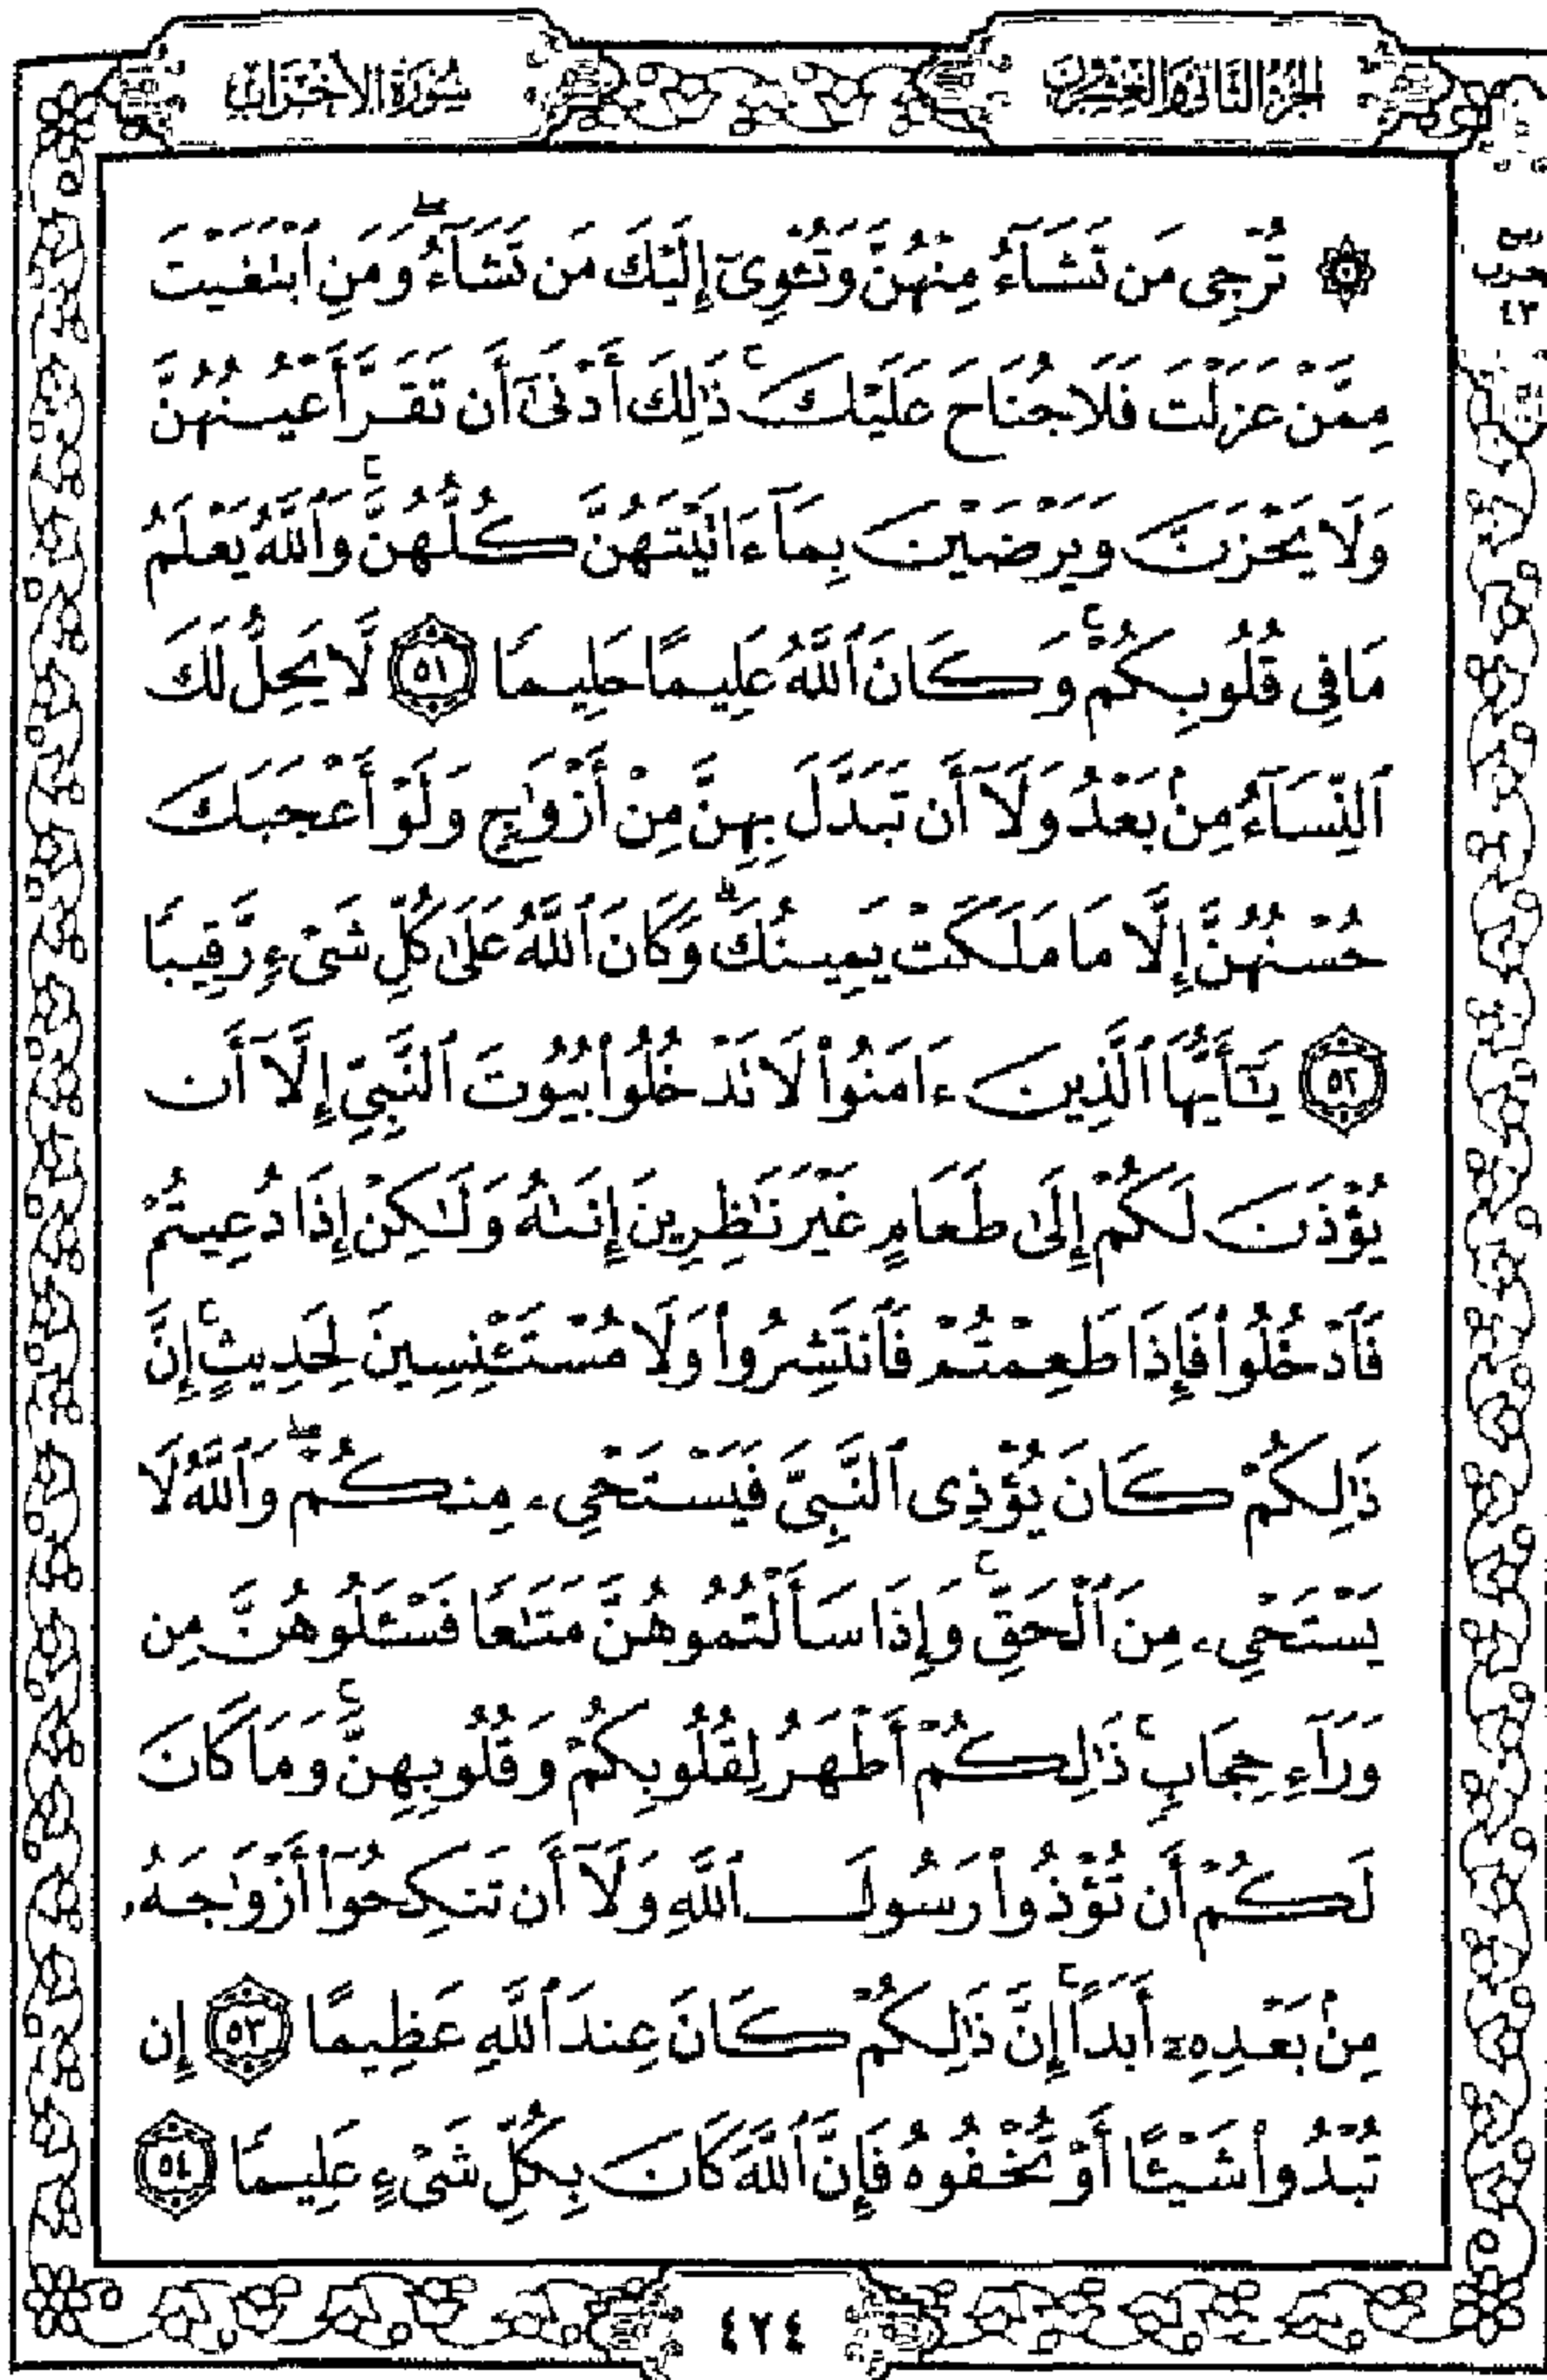 الجزء الثاني والعشرون
سورة الأحزاب
ربع
حزب
٤٣
۞ تُرْجِى مَن تَشَآءُ مِنْهُنَّ وَتُـْٔوِىٓ إِلَيْكَ مَن تَشَآءُ ۖ وَمَنِ ٱبْتَغَيْتَ
مِمَّنْ عَزَلْتَ فَلَا جُنَاحَ عَلَيْكَ ۚ ذَٰلِكَ أَدْنَىٰٓ أَن تَقَرَّ أَعْيُنُهُنَّ
وَلَا يَحْزَنَّ وَيَرْضَيْنَ بِمَآ ءَاتَيْتَهُنَّ كُلُّهُنَّ ۚ وَٱللَّهُ يَعْلَمُ
مَا فِى قُلُوبِكُمْ ۚ وَكَانَ ٱللَّهُ عَلِيمًا حَلِيمًا ٥١ لَّا يَحِلُّ لَكَ
ٱلنِّسَآءُ مِنۢ بَعْدُ وَلَآ أَن تَبَدَّلَ بِهِنَّ مِنْ أَزْوَٰجٍ وَلَوْ أَعْجَبَكَ
حُسْنُهُنَّ إِلَّا مَا مَلَكَتْ يَمِينُكَ ۗ وَكَانَ ٱللَّهُ عَلَىٰ كُلِّ شَىْءٍ رَّقِيبًا
٥٢ يَـٰٓأَيُّهَا ٱلَّذِينَ ءَامَنُوا۟ لَا تَدْخُلُوا۟ بُيُوتَ ٱلنَّبِىِّ إِلَّآ أَن
يُؤْذَنَ لَكُمْ إِلَىٰ طَعَامٍ غَيْرَ نَـٰظِرِينَ إِنَىٰهُ وَلَـٰكِنْ إِذَا دُعِيتُمْ
فَٱدْخُلُوا۟ فَإِذَا طَعِمْتُمْ فَٱنتَشِرُوا۟ وَلَا مُسْتَـْٔنِسِينَ لِحَدِيثٍ ۚ إِنَّ
ذَٰلِكُمْ كَانَ يُؤْذِى ٱلنَّبِىَّ فَيَسْتَحْىِۦ مِنكُمْ ۖ وَٱللَّهُ لَا
يَسْتَحْىِۦ مِنَ ٱلْحَقِّ ۚ وَإِذَا سَأَلْتُمُوهُنَّ مَتَـٰعًا فَسْـَٔلُوهُنَّ مِن
وَرَآءِ حِجَابٍ ۚ ذَٰلِكُمْ أَطْهَرُ لِقُلُوبِكُمْ وَقُلُوبِهِنَّ ۚ وَمَا كَانَ
لَكُمْ أَن تُؤْذُوا۟ رَسُولَ ٱللَّهِ وَلَآ أَن تَنكِحُوٓا۟ أَزْوَٰجَهُۥ
مِنۢ بَعْدِهِۦٓ أَبَدًا ۚ إِنَّ ذَٰلِكُمْ كَانَ عِندَ ٱللَّهِ عَظِيمًا ٥٣ إِن
تُبْدُوا۟ شَيْـًٔا أَوْ تُخْفُوهُ فَإِنَّ ٱللَّهَ كَانَ بِكُلِّ شَىْءٍ عَلِيمًا ٥٤
٤٢٤